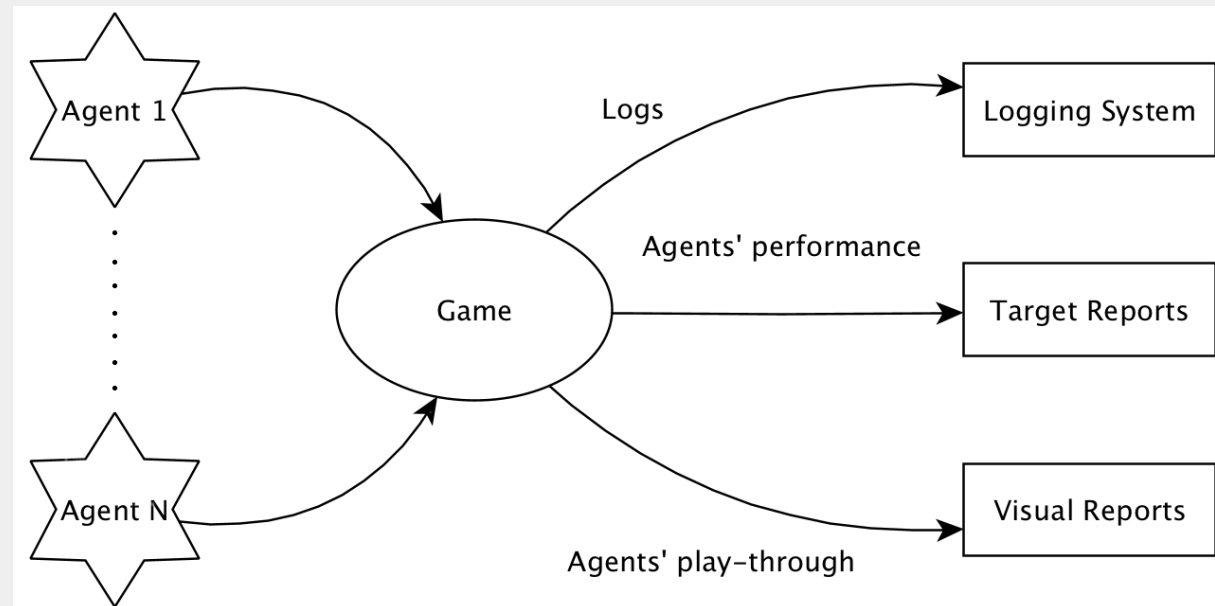 Agent 1
Logs
Logging System
Agents' performance
Game
Target Reports
Agent N
Visual Reports
Agents' play-through